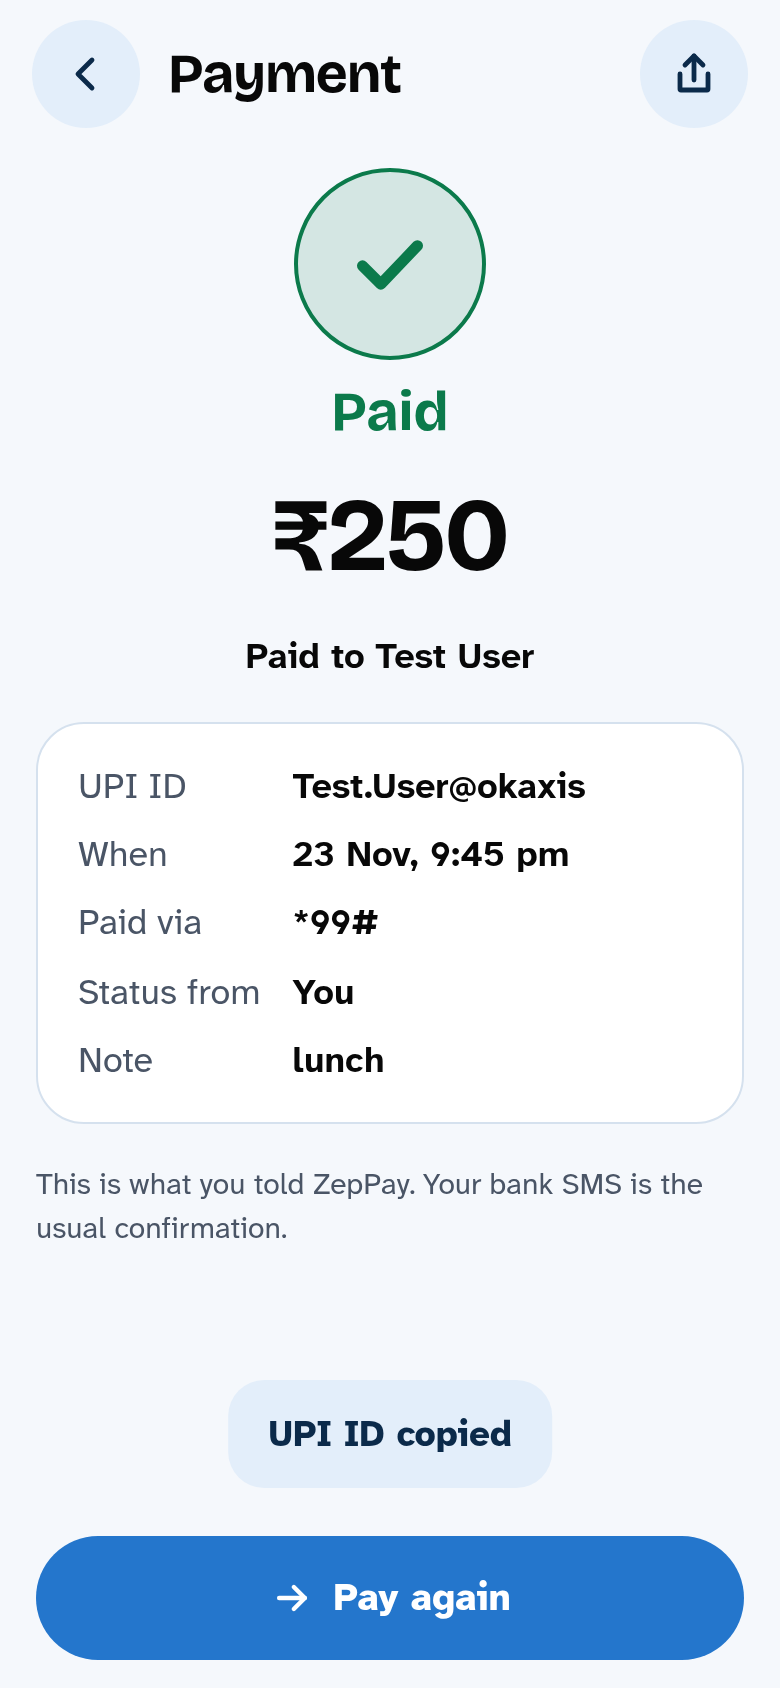 Payment
Paid
₹250
Paid to Test User
UPI ID Test.User@okaxis
When 23 Nov, 9:45 pm
Paid via *99#
Status from You
Note lunch
This is what you told ZepPay. Your bank SMS is the
usual confirmation.
UPI ID copied
Pay again